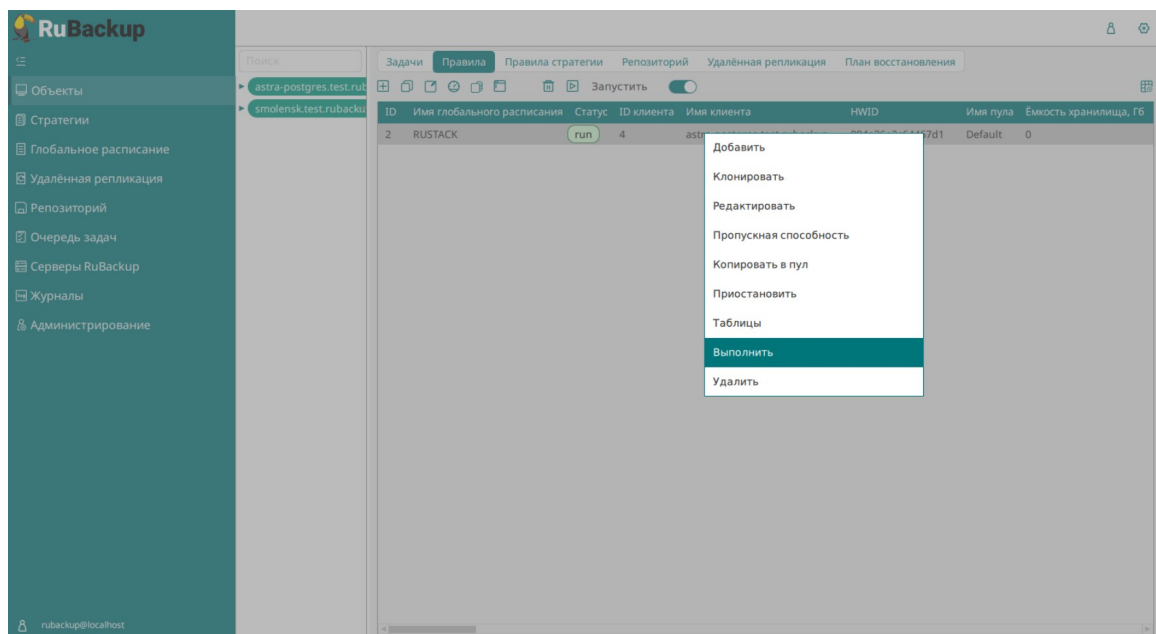 RuBackup
Поиск
Задачи Правила Правила стратегии Репозиторий Удалённая репликация План восстановления
Объекты
astra-postgres.test.rub
Запустить
smolensk.test.rubacku
ID Имя глобального расписания Статус ID клиента Имя клиента HWID Имя пула Ёмкость хранилища, Гб
2 RUSTACK run 4 Default 0
Стратегии
Глобальное расписание
Удалённая репликация
Репозиторий
Очередь задач
Серверы RuBackup
Журналы
Администрирование
Добавить
Клонировать
Редактировать
Пропускная способность
Копировать в пул
Приостановить
Таблицы
Выполнить
Удалить
rubackup@localhost